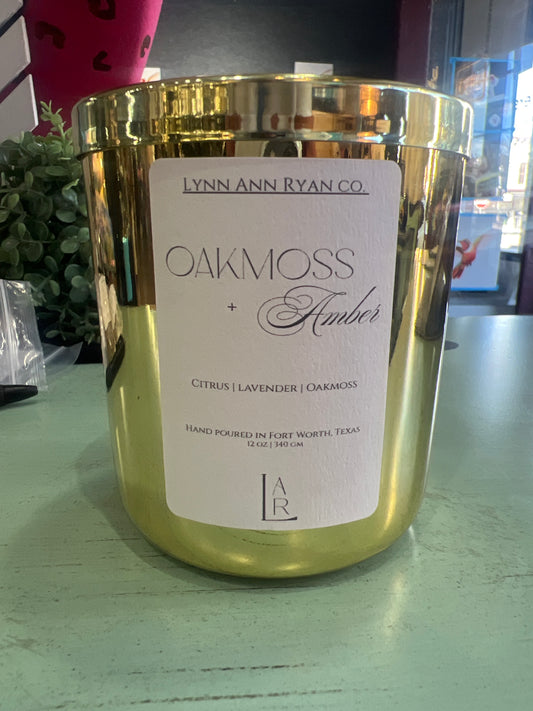 LYNN ANN RYAN CO.
OAKMOSS
+ Amber
CITRUS | LAVENDER | OAKMOSS
HAND POURED IN FORT WORTH, TEXAS
12 OZ | 340 GM
LAR